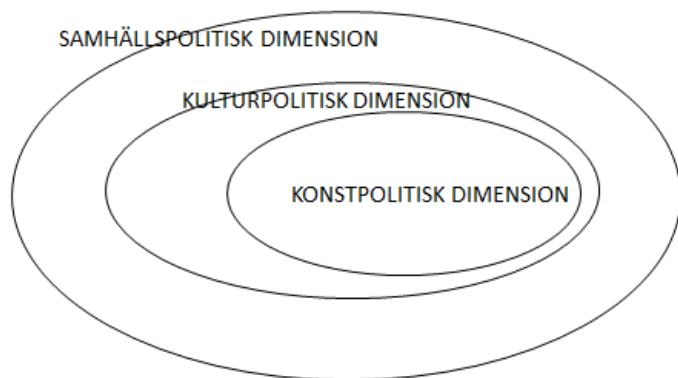 SAMHÄLLSPOLITISK DIMENSION
KULTURPOLITISK DIMENSION
KONSTPOLITISK DIMENSION